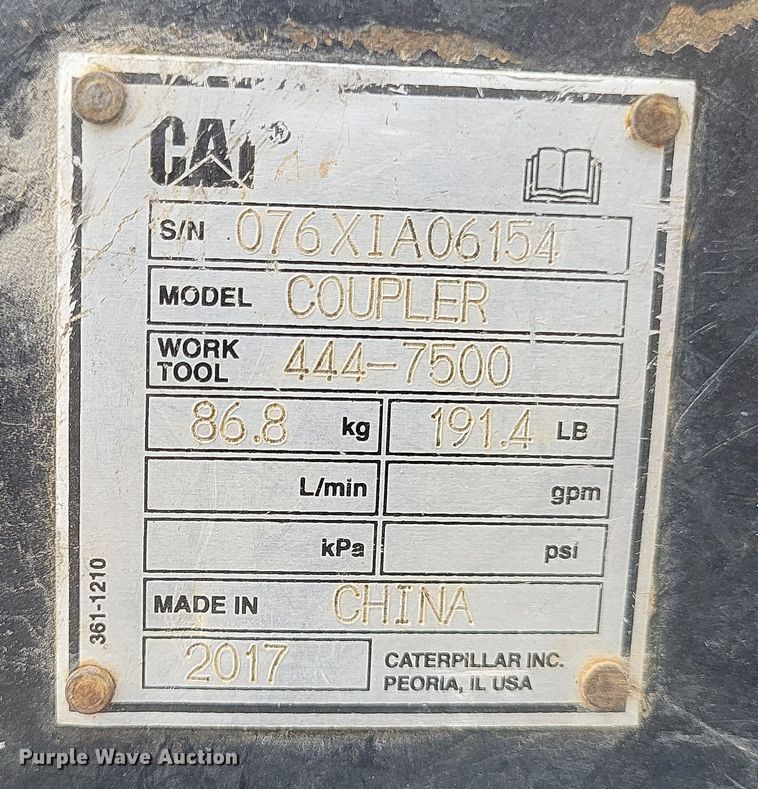 CAT®
S/N 076XIA06154
MODEL COUPLER
WORK TOOL 444-7500
86.8 kg 191.4 LB
L/min gpm
kPa psi
MADE IN CHINA
2017 CATERPILLAR INC.
PEORIA, IL USA
361-1210
Purple Wave Auction